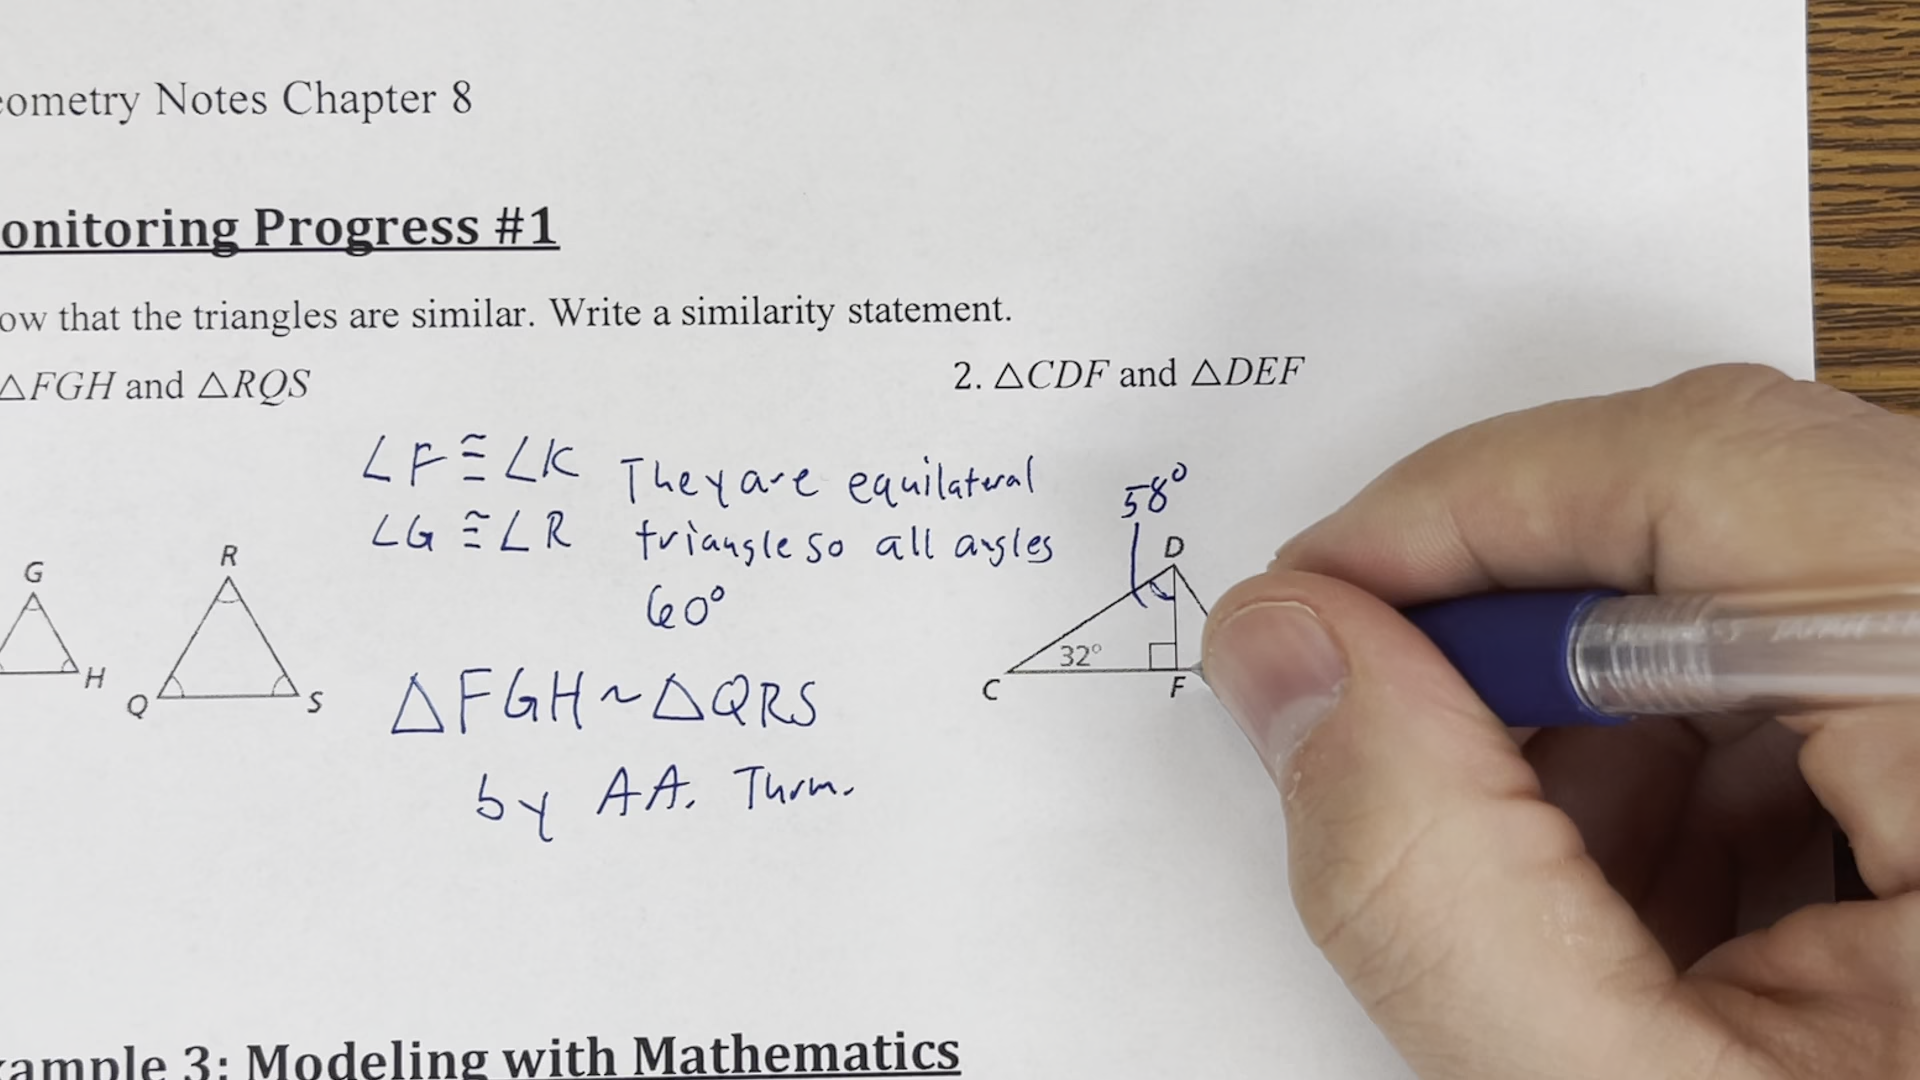 eometry Notes Chapter 8
onitoring Progress #1
ow that the triangles are similar. Write a similarity statement.
△FGH and △RQS
2. △CDF and △DEF
∠F ≅ ∠K They are equilateral
∠G ≅ ∠R triangle so all angles
60°
58°
G
H
R
Q
S
D
32°
C
F
△FGH ~ △QRS
by AA. Thrm.
xample 3: Modeling with Mathematics